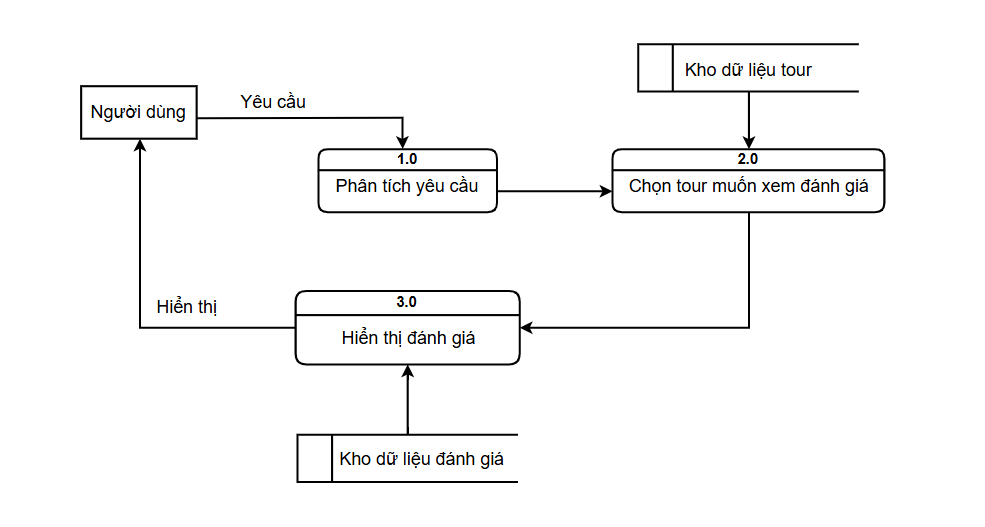 Kho dữ liệu tour
Người dùng
Yêu cầu
1.0
Phân tích yêu cầu
2.0
Chọn tour muốn xem đánh giá
Hiển thị
3.0
Hiển thị đánh giá
Kho dữ liệu đánh giá